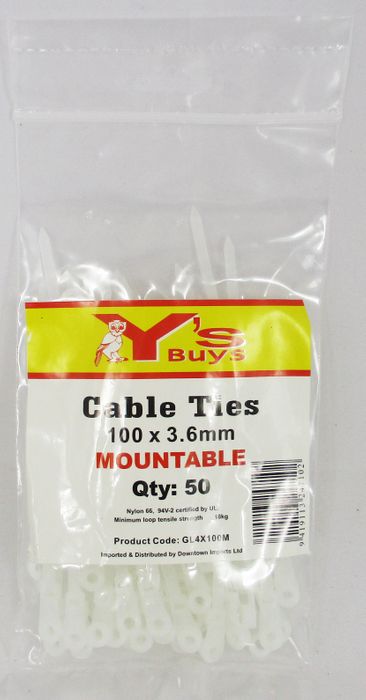 Y's
Buys
Cable Ties
100 x 3.6mm
MOUNTABLE
Qty: 50
Nylon 66, 94V-2 certified by UL.
Minimum loop tensile strength 18kg
Product Code: GL4X100M
Imported & Distributed by Downtown Imports Ltd